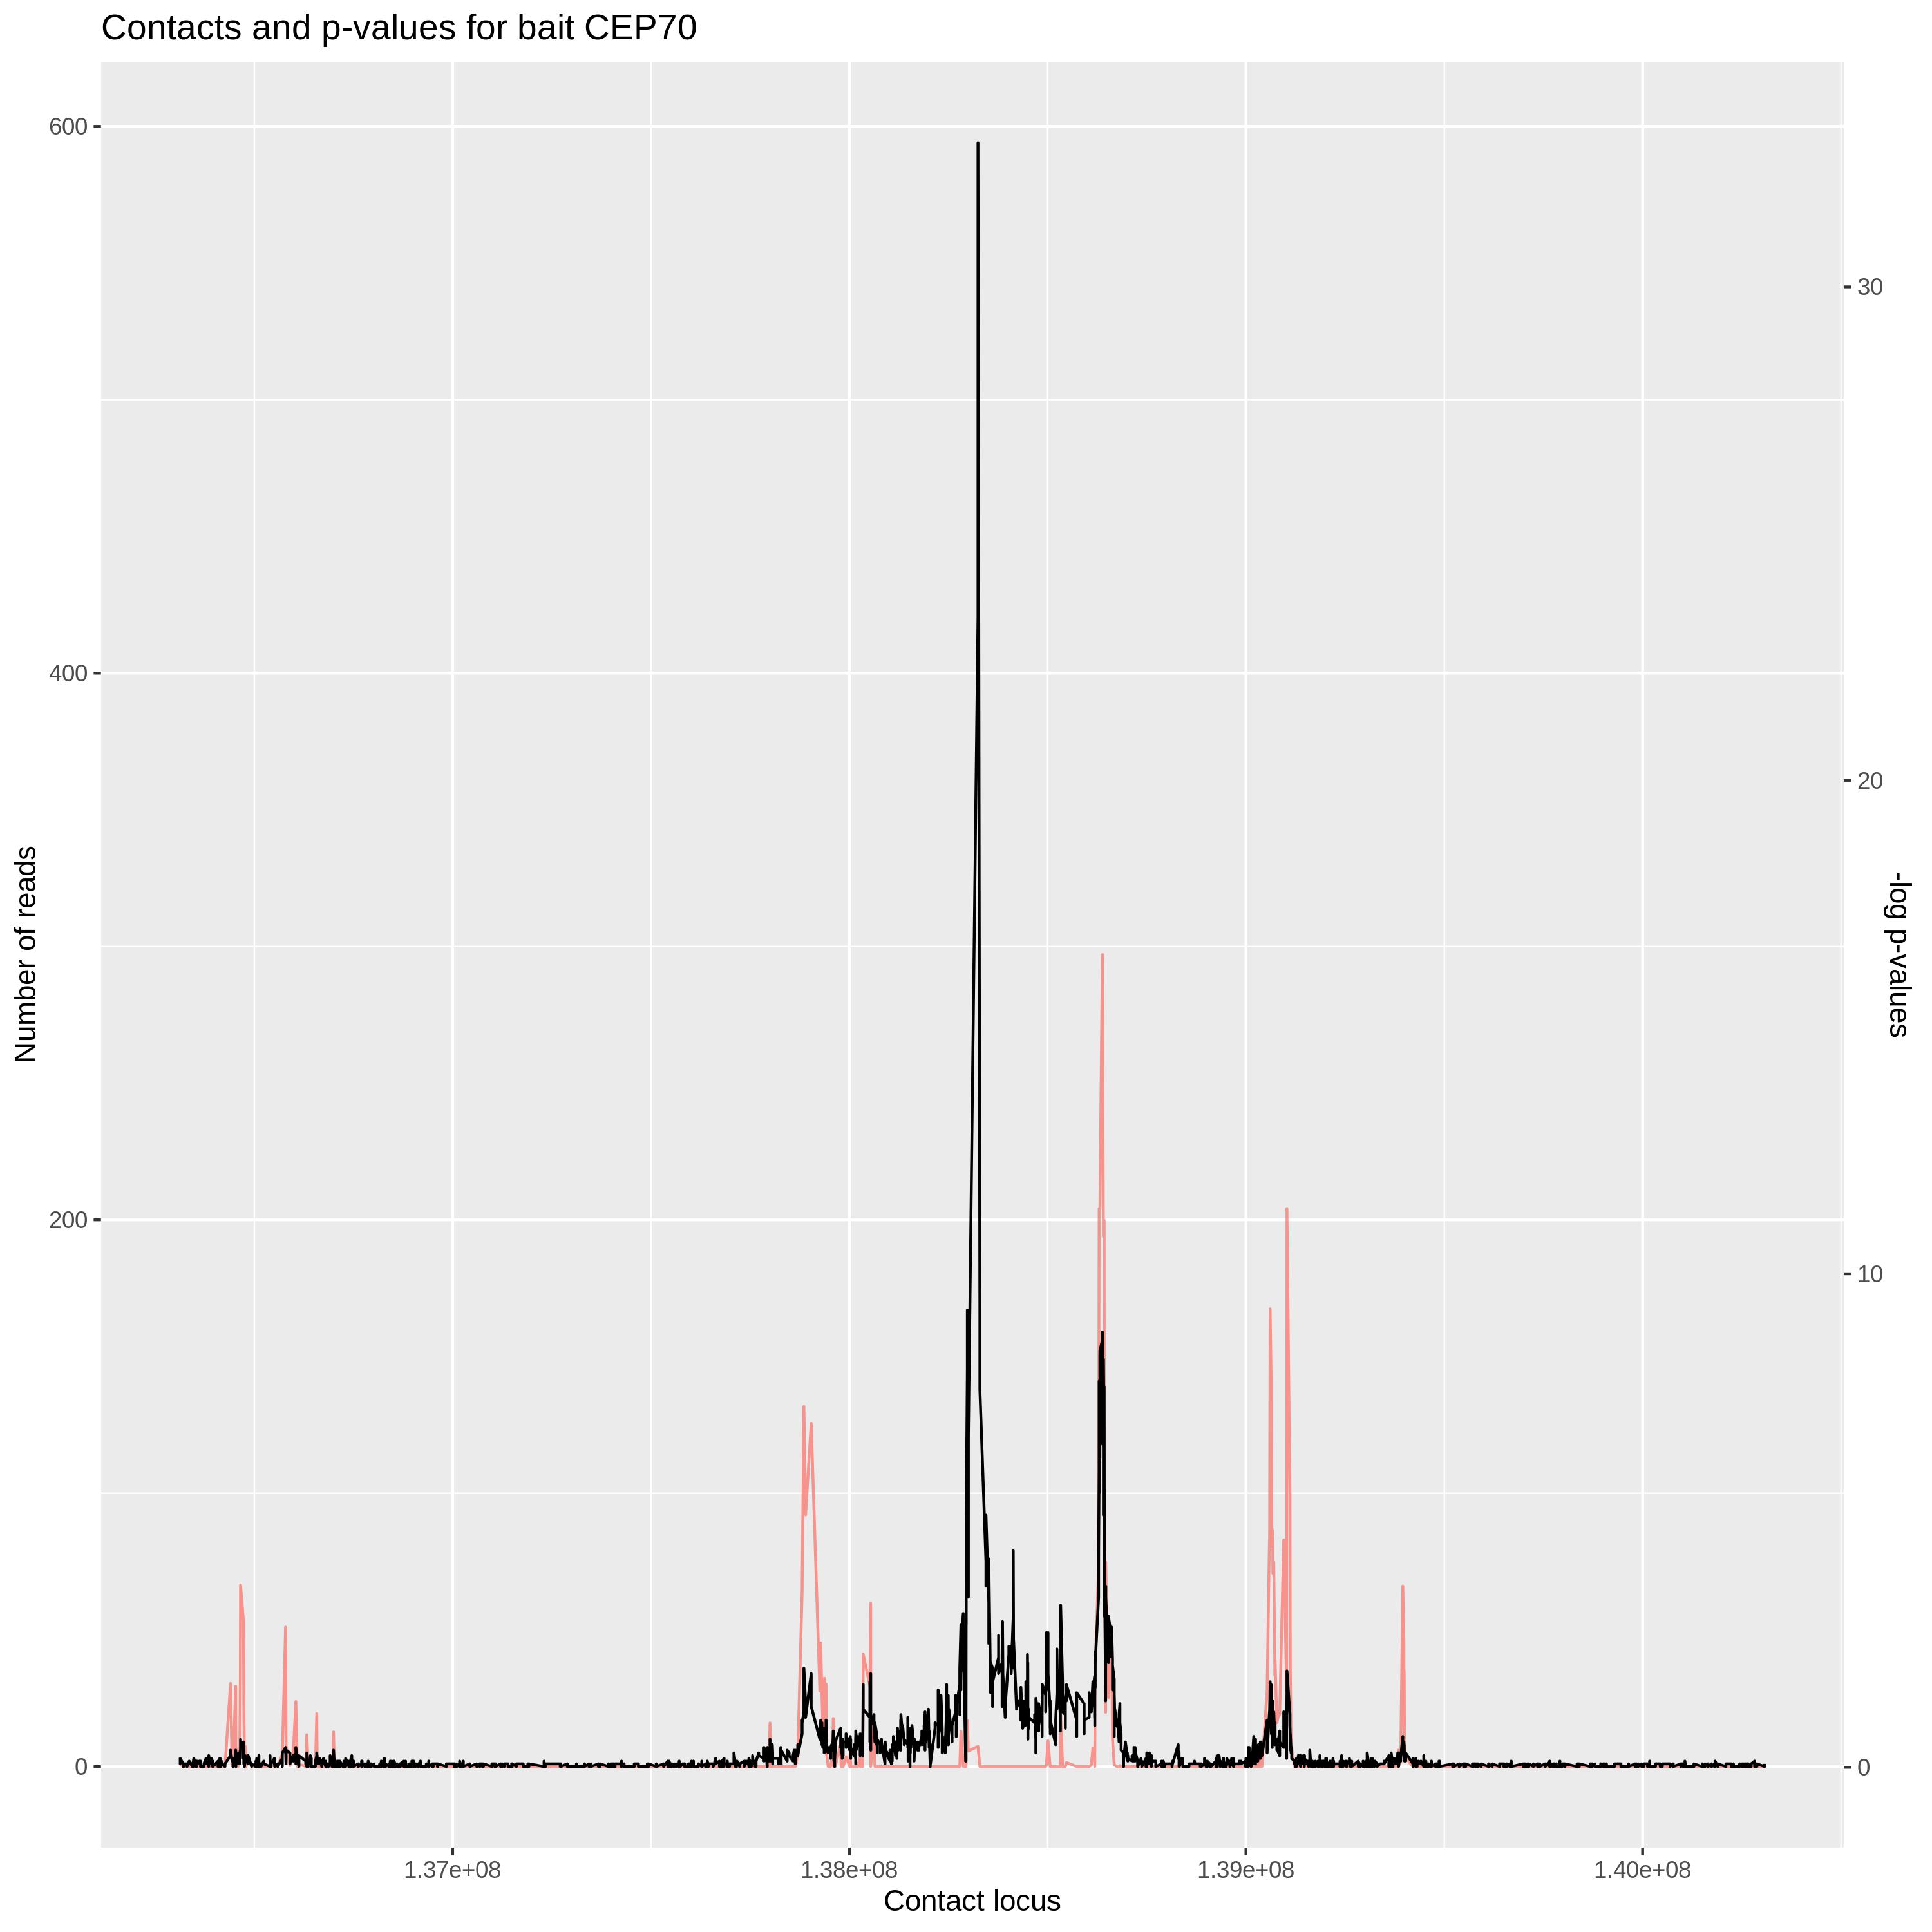 Contacts and p-values for bait CEP70
600
400
200
0
Number of reads
30
20
10
0
-log p-values
1.37e+08 1.38e+08 1.39e+08 1.40e+08
Contact locus